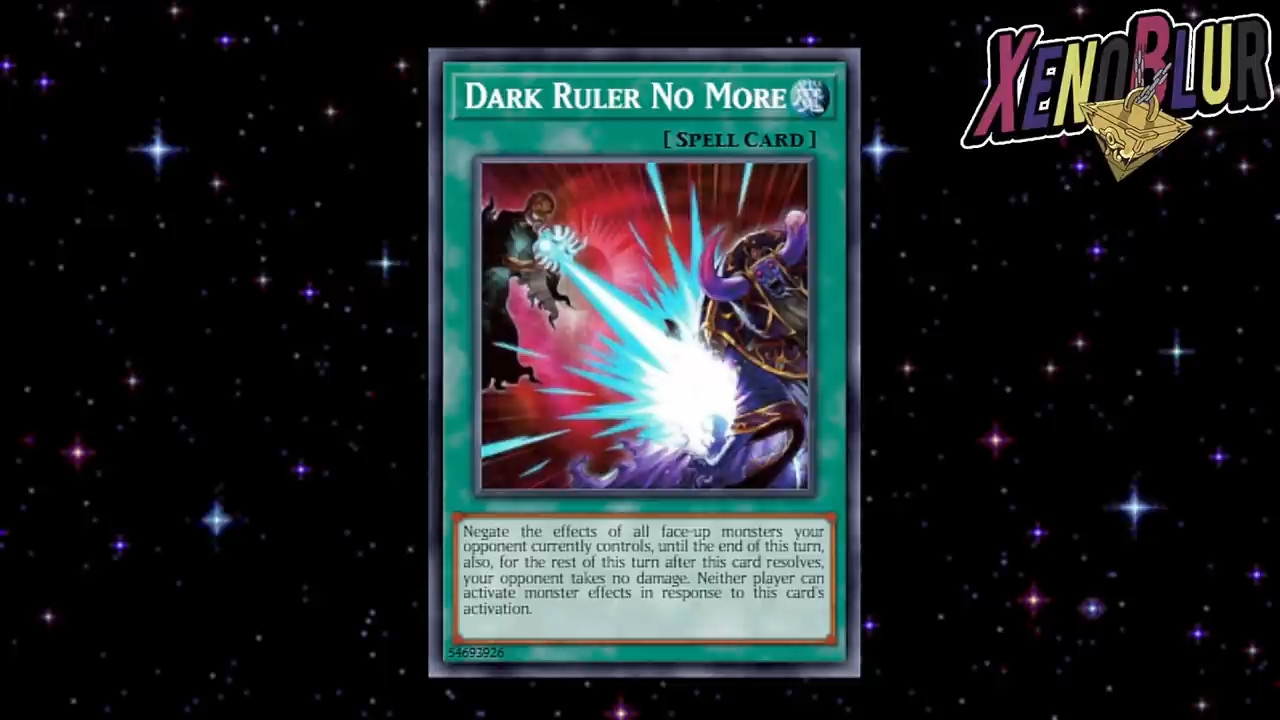 XENOBLUR
DARK RULER NO MORE
[ SPELL CARD ]
Negate the effects of all face-up monsters your
opponent currently controls, until the end of this turn,
also, for the rest of this turn after this card resolves,
your opponent takes no damage. Neither player can
activate monster effects in response to this card's
activation.
54693926